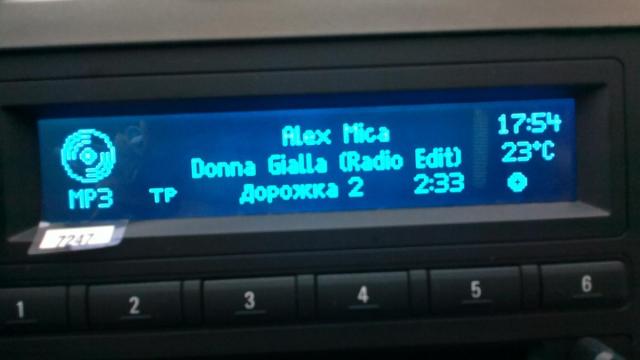 Alex Mica
17:54
Donna Gialla (Radio Edit)
23°C
MP3 TP Дорожка 2 2:33
7247
1 2 3 4 5 6